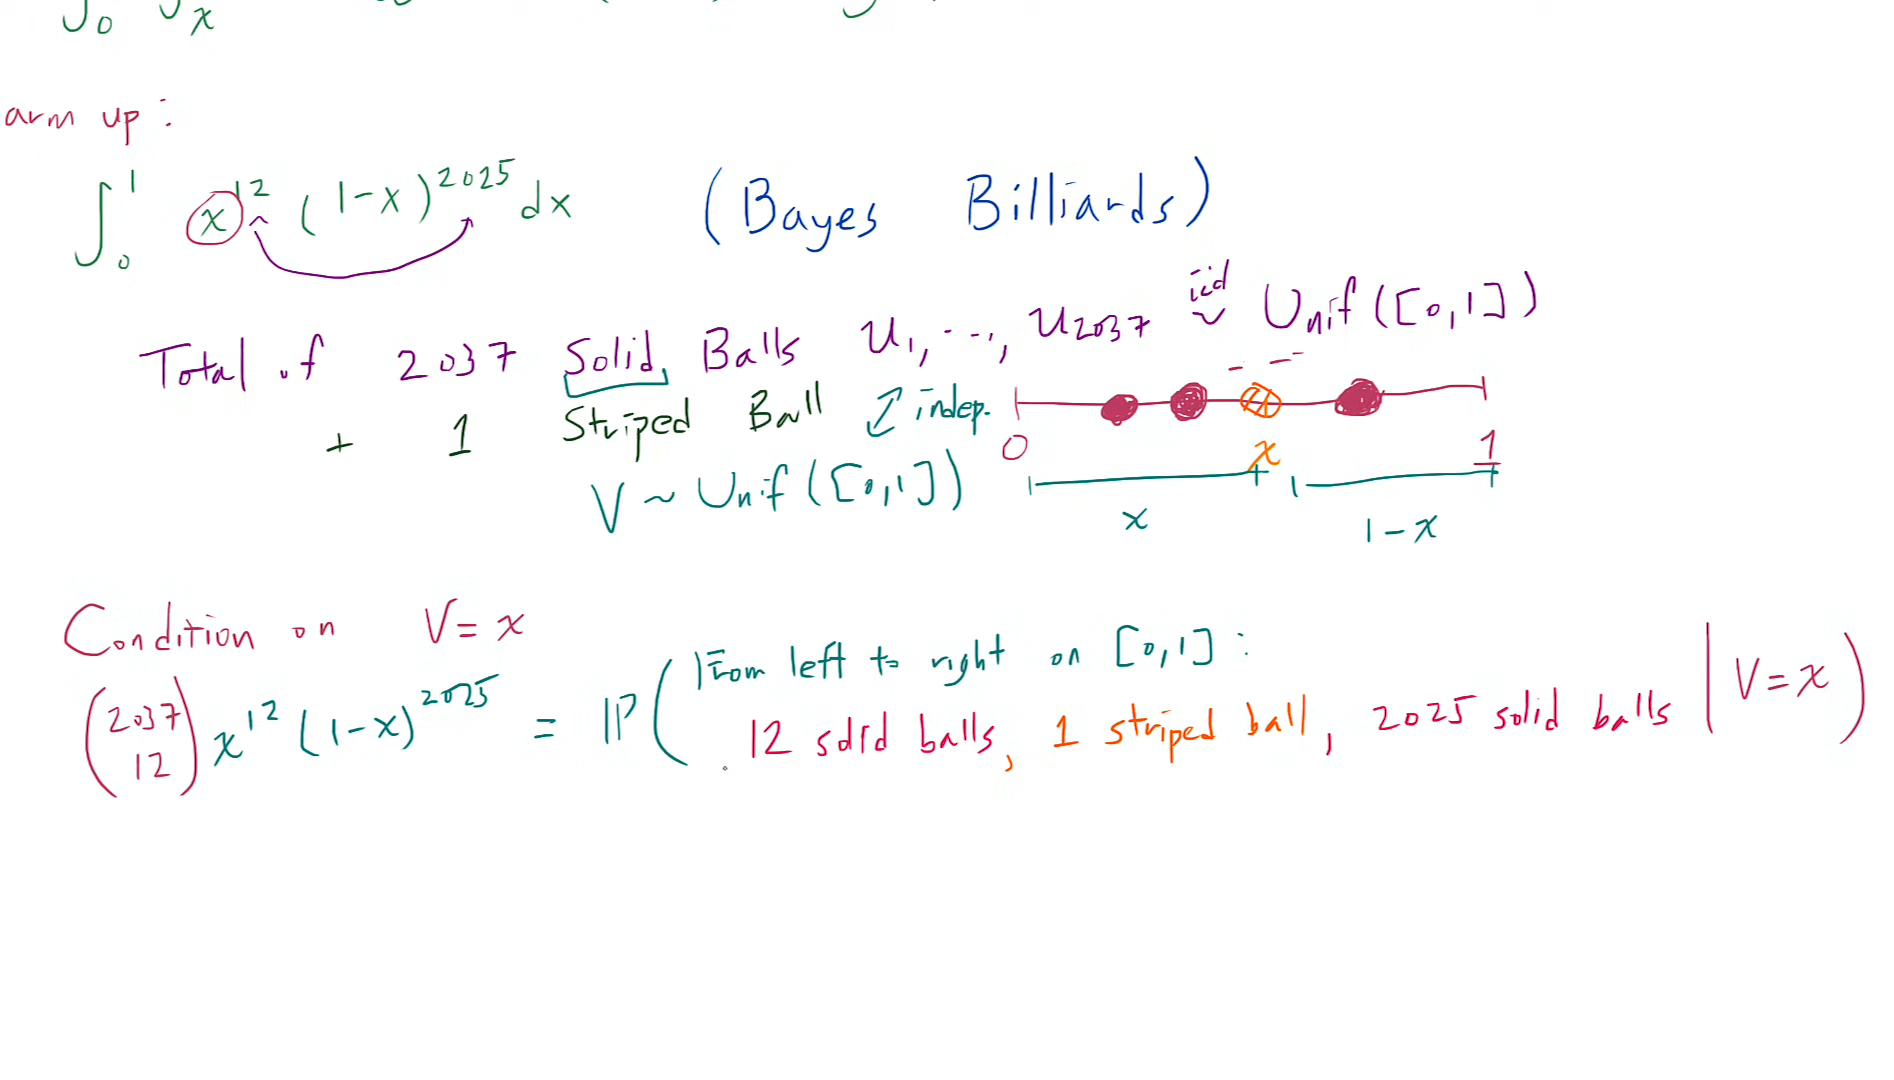 ∫₀ ∫ₓ
arm up :
∫₀¹ x¹² (1-x)²⁰²⁵ dx (Bayes Billiards)
Total of 2037 Solid Balls U₁, ..., U₂₀₃₇ iid ~ Unif([0,1])
+ 1 Striped Ball indep.
0 x 1
V ~ Unif([0,1])
x 1-x
Condition on V=x
(2037 12) x¹² (1-x)²⁰²⁵ = P( From left to right on [0,1] :
12 solid balls, 1 striped ball, 2025 solid balls | V=x )